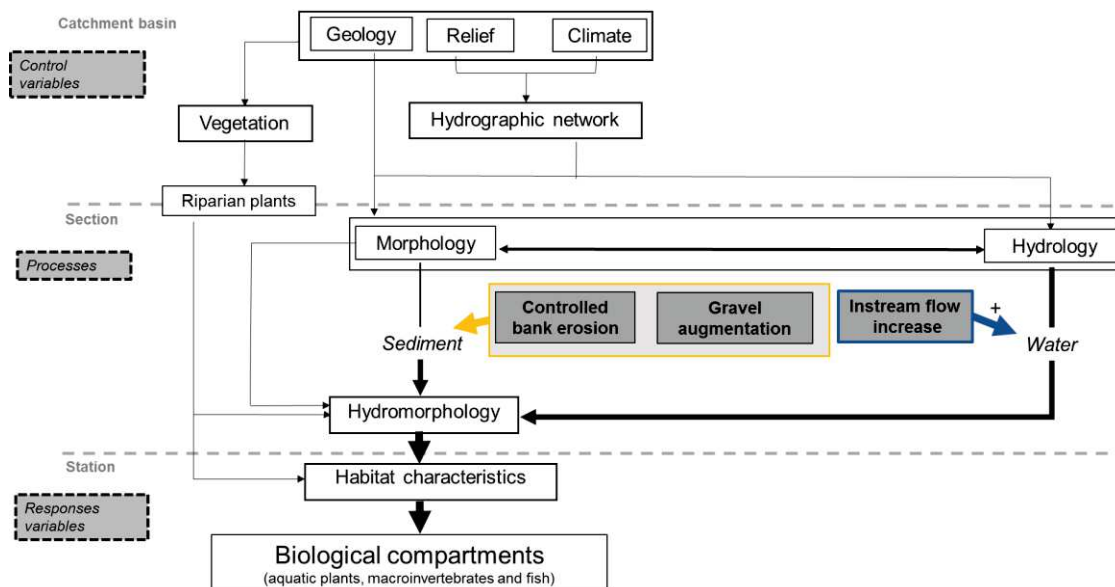 Catchment basin
Geology
Relief
Climate
Control
variables
Vegetation
Hydrographic network
Riparian plants
Section
Morphology
Hydrology
Processes
Controlled
bank erosion
Gravel
augmentation
Instream flow
increase
+
Sediment
Water
Hydromorphology
Station
Habitat characteristics
Responses
variables
Biological compartments
(aquatic plants, macroinvertebrates and fish)